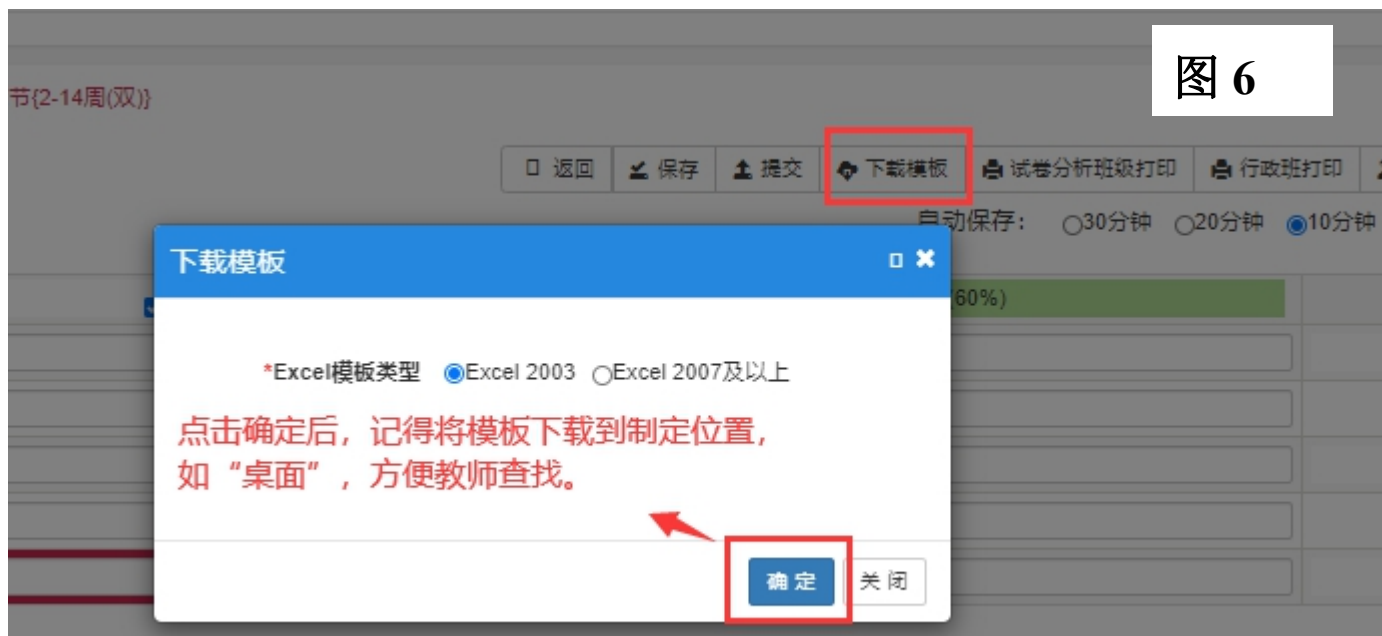 图 6
节{2-14周(双)}
返回 保存 提交 下载模板 试卷分析班级打印 行政班打印
自动保存： 30分钟 20分钟 10分钟
下载模板
60%)
*Excel模板类型 Excel 2003 Excel 2007及以上
点击确定后，记得将模板下载到制定位置，
如“桌面”，方便教师查找。
确定 关闭